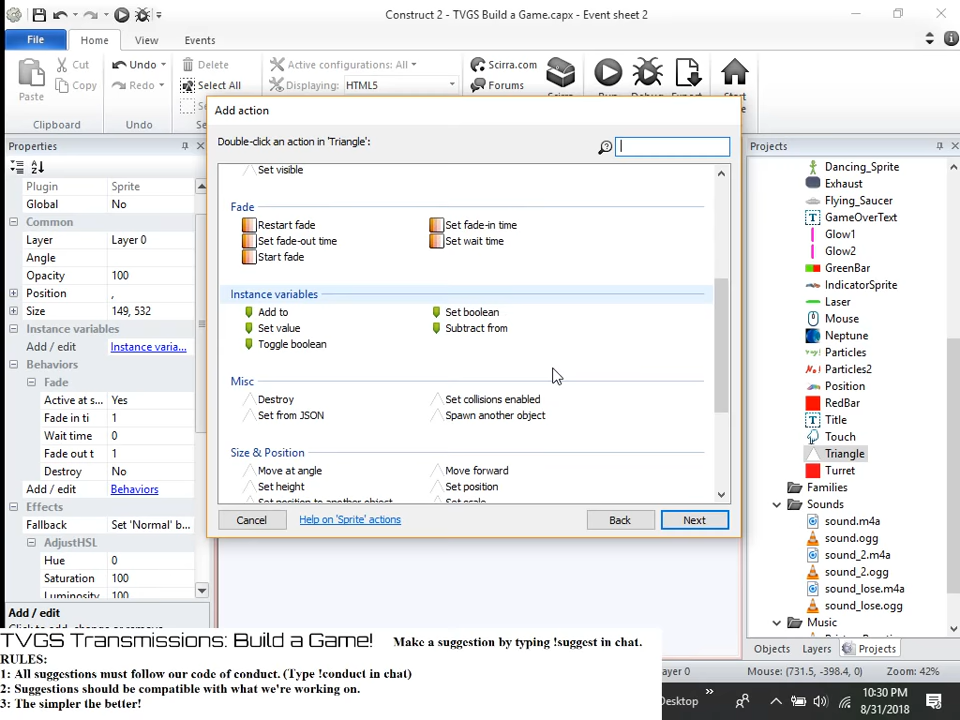 Construct 2 - TVGS Build a Game.capx - Event sheet 2
File
Home
View
Events
Paste
Cut
Copy
Clipboard
Undo
Redo
Undo
Delete
Select All
Active configurations: All
Displaying: HTML5
Scirra.com
Forums
Add action
Double-click an action in 'Triangle':
Set visible
Fade
Restart fade
Set fade-in time
Set fade-out time
Set wait time
Start fade
Instance variables
Add to
Set boolean
Set value
Subtract from
Toggle boolean
Misc
Destroy
Set collisions enabled
Set from JSON
Spawn another object
Size & Position
Move at angle
Move forward
Set height
Set position
Set position to another object
Set scale
Cancel
Help on 'Sprite' actions
Back
Next
Properties
Plugin Sprite
Global No
Common
Layer Layer 0
Angle
Opacity 100
Position ,
Size 149, 532
Instance variables
Add / edit Instance varia...
Behaviors
Fade
Active at s... Yes
Fade in ti 1
Wait time 0
Fade out t 1
Destroy No
Add / edit Behaviors
Effects
Fallback Set 'Normal' b...
AdjustHSL
Hue 0
Saturation 100
Luminosity 100
Add / edit
Projects
Dancing_Sprite
Exhaust
Flying_Saucer
GameOverText
Glow1
Glow2
GreenBar
IndicatorSprite
Laser
Mouse
Neptune
Particles
Particles2
Position
RedBar
Title
Touch
Triangle
Turret
Families
Sounds
sound.m4a
sound.ogg
sound_2.m4a
sound_2.ogg
sound_lose.m4a
sound_lose.ogg
Music
Objects
Layers
Projects
Mouse: (731.5, -398.4, 0)
Zoom: 42%
TVGS Transmissions: Build a Game!
Make a suggestion by typing !suggest in chat.
RULES:
1: All suggestions must follow our code of conduct. (Type !conduct in chat)
2: Suggestions should be compatible with what we're working on.
3: The simpler the better!
Desktop
10:30 PM
8/31/2018